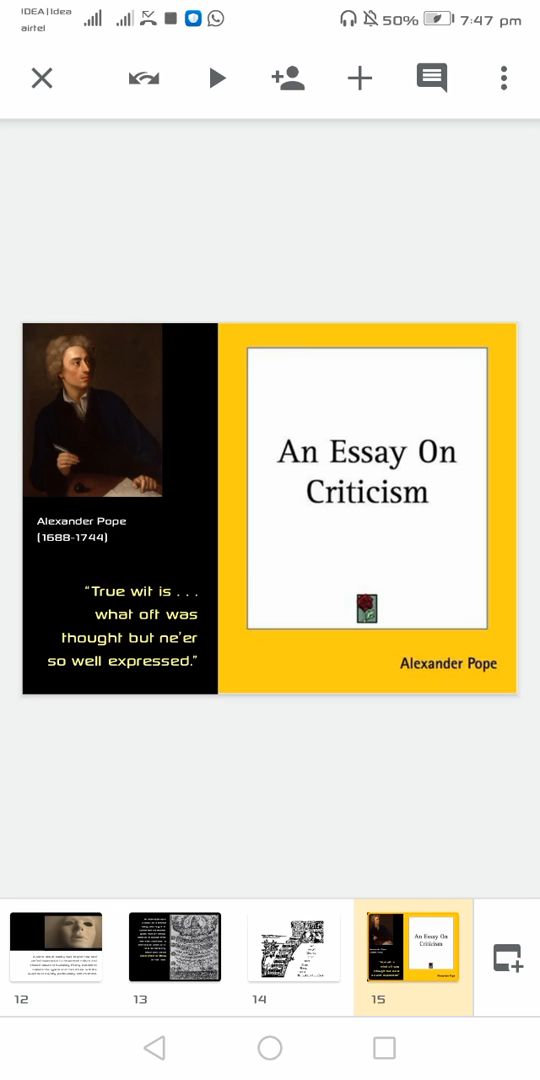 IDEA | Idea
airtel
50%
7:47 pm
An Essay On
Criticism
Alexander Pope
(1688-1744)
"True wit is . . .
what oft was
thought but ne'er
so well expressed."
Alexander Pope
An Essay On
Criticism
12
13
14
15